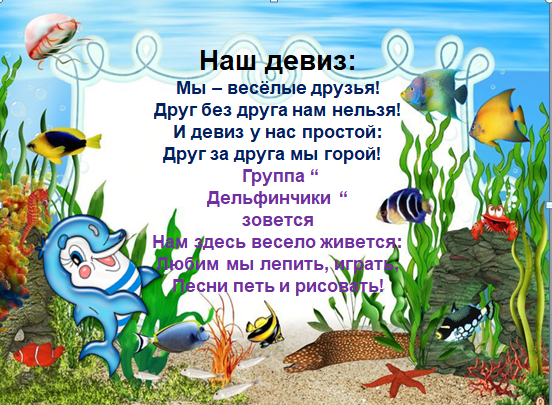 Наш девиз:
Мы – весёлые друзья!
Друг без друга нам нельзя!
И девиз у нас простой:
Друг за друга мы горой!
Группа “
Дельфинчики “
зовется
Нам здесь весело живется:
Любим мы лепить, играть,
Песни петь и рисовать!